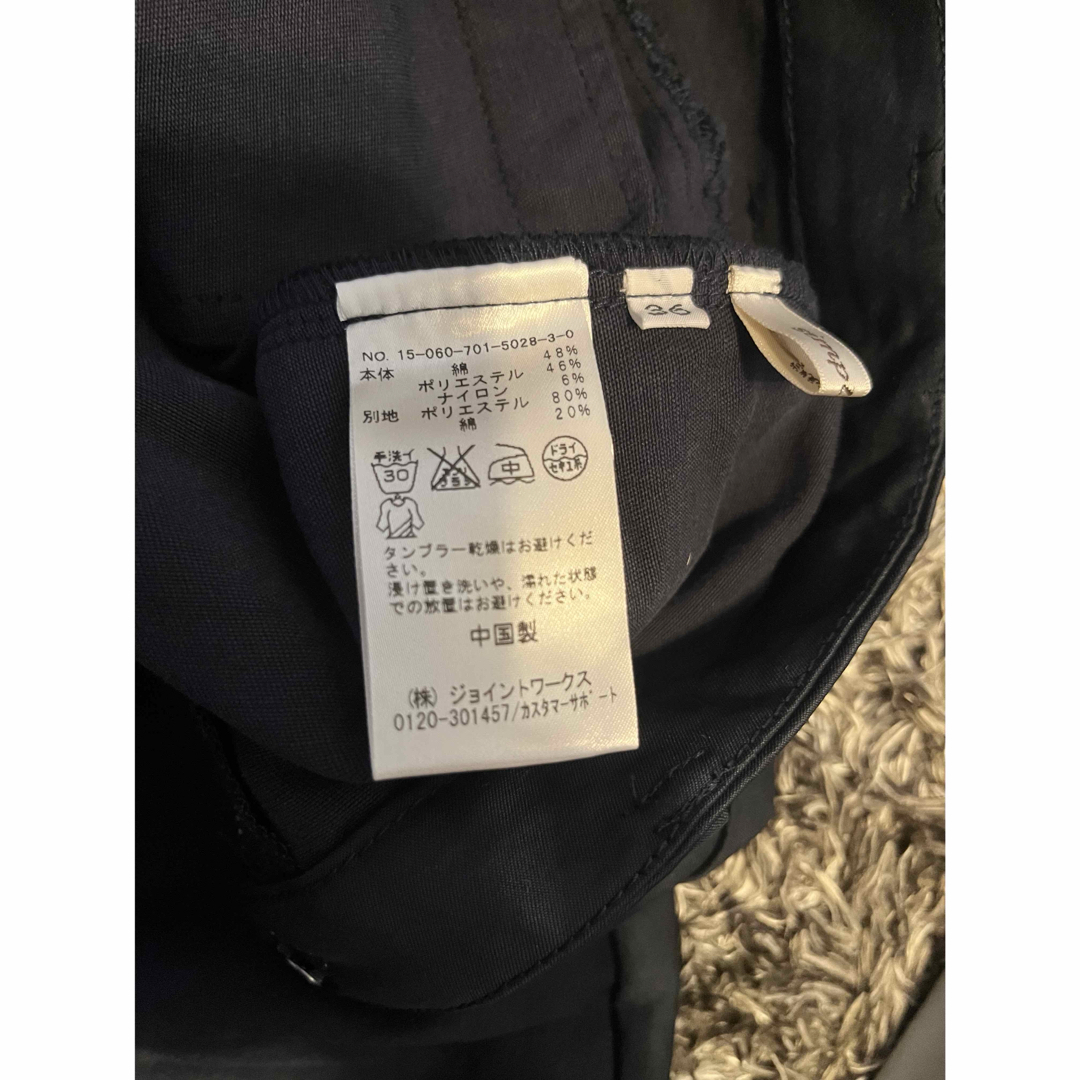 NO. 15-060-701-5028-3-0
本体 綿 48%
ポリエステル 46%
ナイロン 6%
別地 ポリエステル 80%
綿 20%
手洗イ
30
中
ドライ
セキユ系
タンブラー乾燥はお避けくだ
さい。
浸け置き洗いや、濡れた状態
での放置はお避けください。
中国製
(株) ジョイントワークス
0120-301457/カスタマーサポート
36